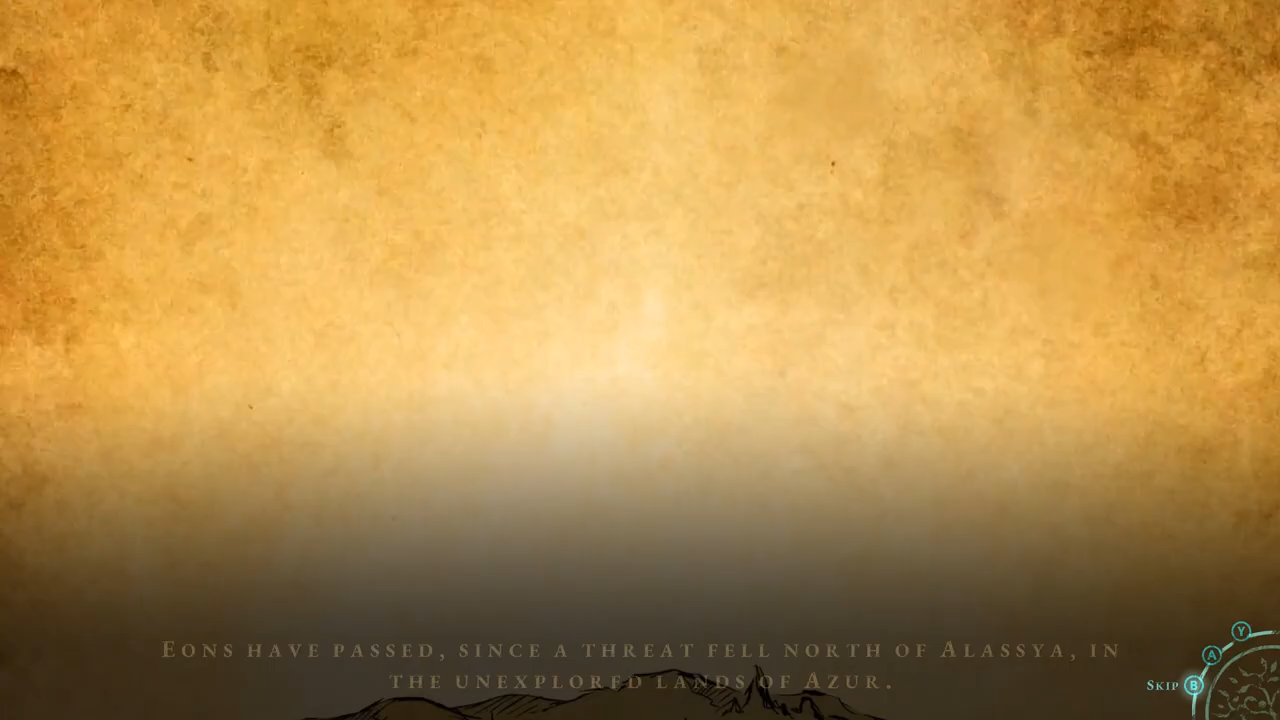 Eons have passed, since a threat fell north of Alassya, in
the unexplored lands of Azur.
Y
A
Skip B